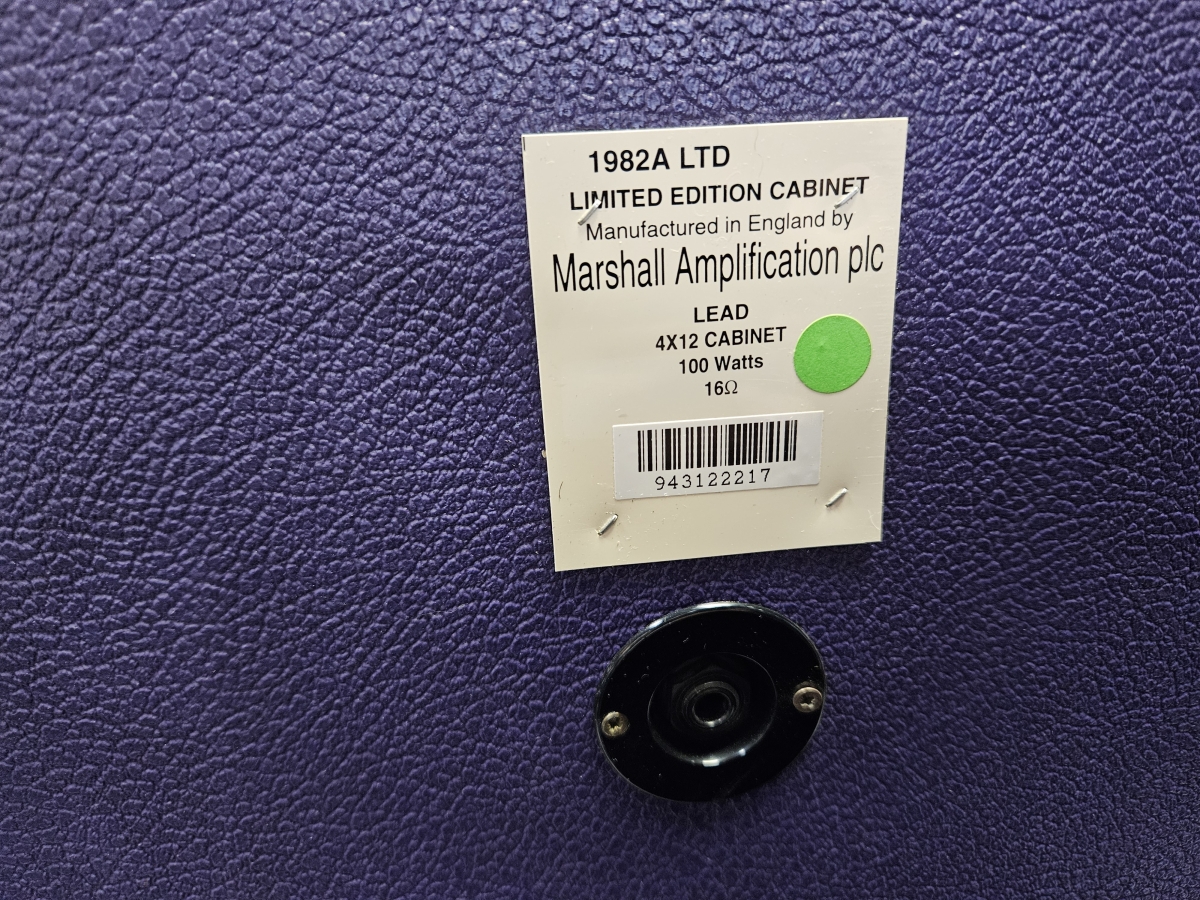 1982A LTD
LIMITED EDITION CABINET
Manufactured in England by
Marshall Amplification plc
LEAD
4X12 CABINET
100 Watts
16Ω
943122217